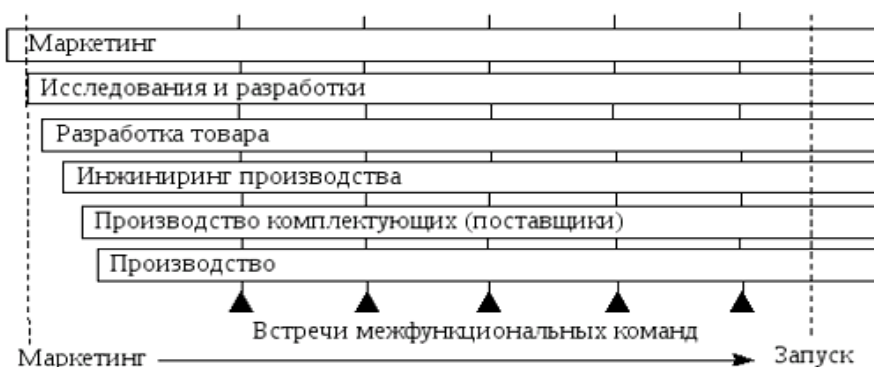 Маркетинг
Исследования и разработки
Разработка товара
Инжиниринг производства
Производство комплектующих (поставщики)
Производство
Встречи межфункциональных команд
Маркетинг Запуск